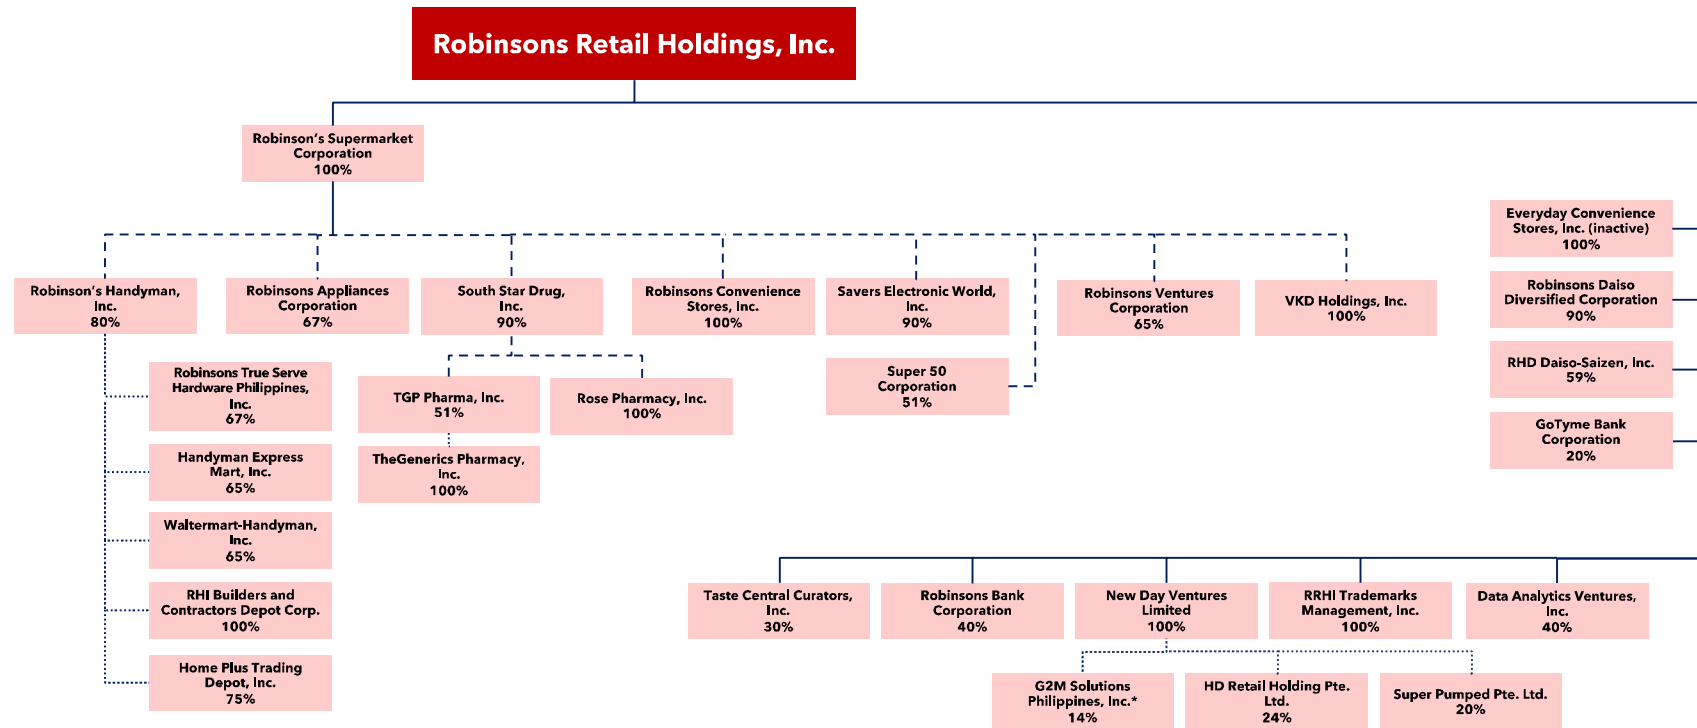 Robinsons Retail Holdings, Inc.
Robinson's Supermarket
Corporation
100%
Robinson's Handyman,
Inc.
80%
Robinsons Appliances
Corporation
67%
South Star Drug,
Inc.
90%
Robinsons Convenience
Stores, Inc.
100%
Savers Electronic World,
Inc.
90%
Robinsons Ventures
Corporation
65%
VKD Holdings, Inc.
100%
Super 50
Corporation
51%
Robinsons True Serve
Hardware Philippines,
Inc.
67%
Handyman Express
Mart, Inc.
65%
Waltermart-Handyman,
Inc.
65%
RHI Builders and
Contractors Depot Corp.
100%
Home Plus Trading
Depot, Inc.
75%
TGP Pharma, Inc.
51%
Rose Pharmacy, Inc.
100%
TheGenerics Pharmacy,
Inc.
100%
Everyday Convenience
Stores, Inc. (inactive)
100%
Robinsons Daiso
Diversified Corporation
90%
RHD Daiso-Saizen, Inc.
59%
GoTyme Bank
Corporation
20%
Taste Central Curators,
Inc.
30%
Robinsons Bank
Corporation
40%
New Day Ventures
Limited
100%
RRHI Trademarks
Management, Inc.
100%
Data Analytics Ventures,
Inc.
40%
G2M Solutions
Philippines, Inc.*
14%
HD Retail Holding Pte.
Ltd.
24%
Super Pumped Pte. Ltd.
20%